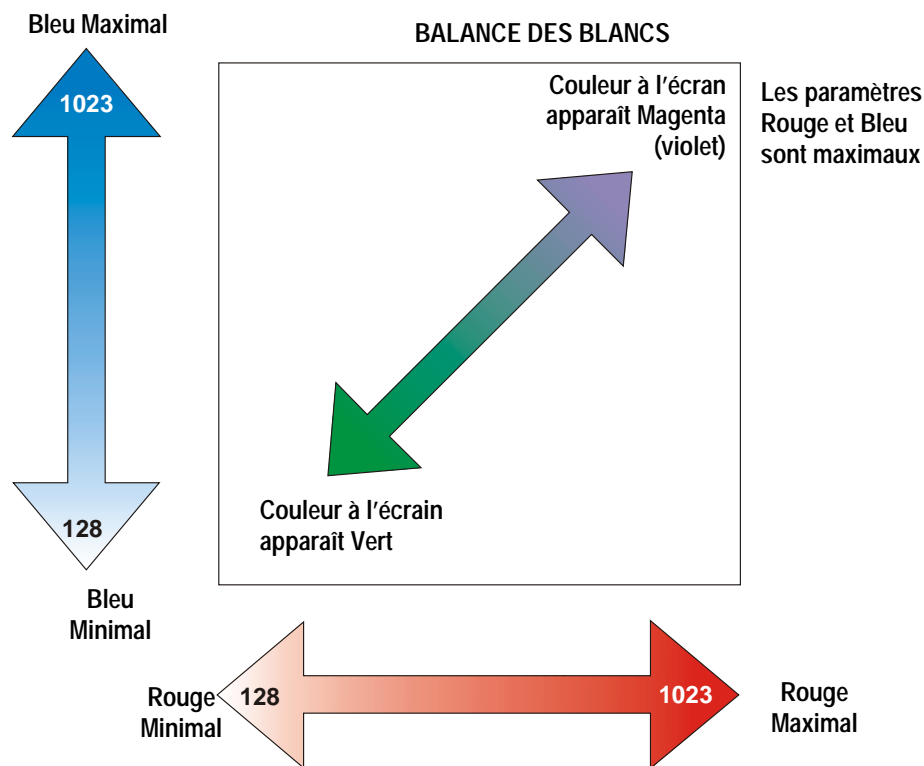 Bleu Maximal
BALANCE DES BLANCS
1023
Couleur à l'écran
apparaît Magenta
(violet)
Les paramètres
Rouge et Bleu
sont maximaux
128
Couleur à l'écrain
apparaît Vert
Bleu
Minimal
Rouge
Minimal
128
1023
Rouge
Maximal